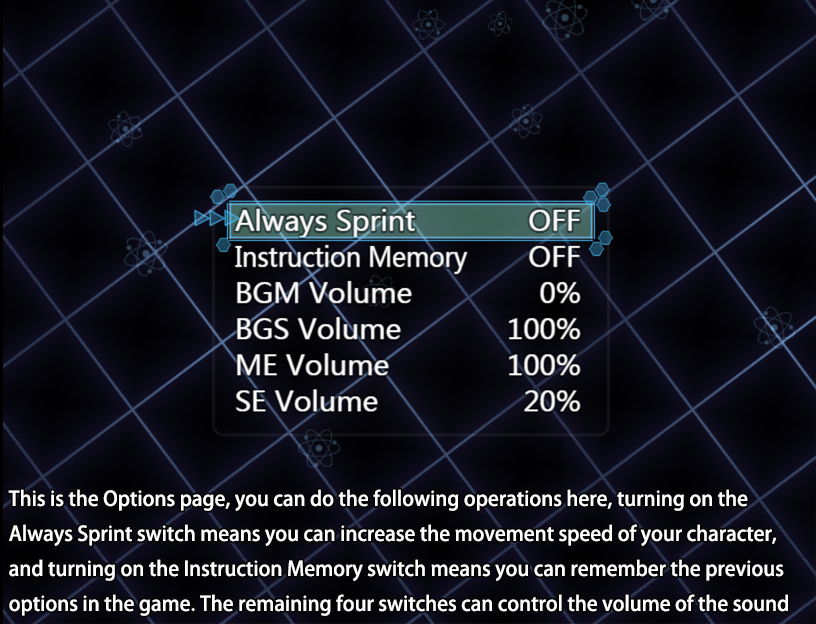 Always Sprint OFF
Instruction Memory OFF
BGM Volume 0%
BGS Volume 100%
ME Volume 100%
SE Volume 20%
This is the Options page, you can do the following operations here, turning on the
Always Sprint switch means you can increase the movement speed of your character,
and turning on the Instruction Memory switch means you can remember the previous
options in the game. The remaining four switches can control the volume of the sound